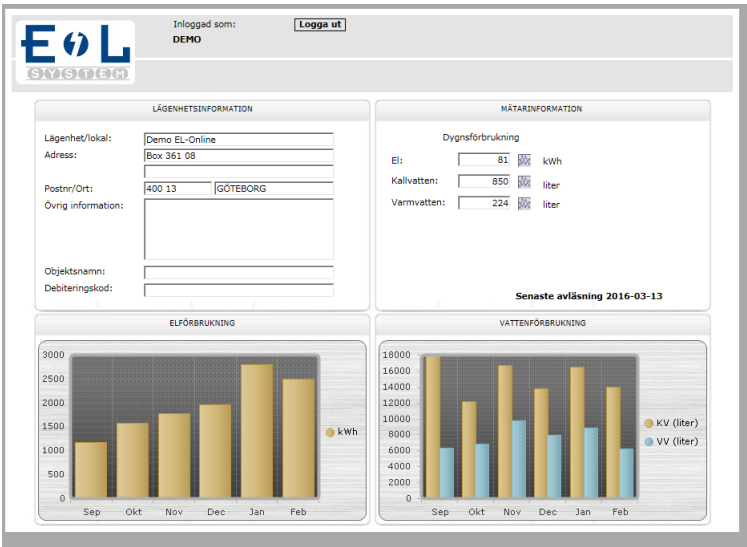 EOL
SYSTEM
Inloggad som:
Logga ut
DEMO
LÄGENHETSINFORMATION
Lägenhet/lokal: Demo EL-Online
Adress: Box 361 08
Postnr/Ort: 400 13 GÖTEBORG
Övrig information:
Objektsnamn:
Debiteringskod:
MÄTARINFORMATION
Dygnsförbrukning
El: 81 kWh
Kallvatten: 850 liter
Varmvatten: 224 liter
Senaste avläsning 2016-03-13
ELFÖRBRUKNING
3000
2500
2000
1500
1000
500
0
Sep Okt Nov Dec Jan Feb
kWh
VATTENFÖRBRUKNING
18000
16000
14000
12000
10000
8000
6000
4000
2000
0
Sep Okt Nov Dec Jan Feb
KV (liter)
VV (liter)